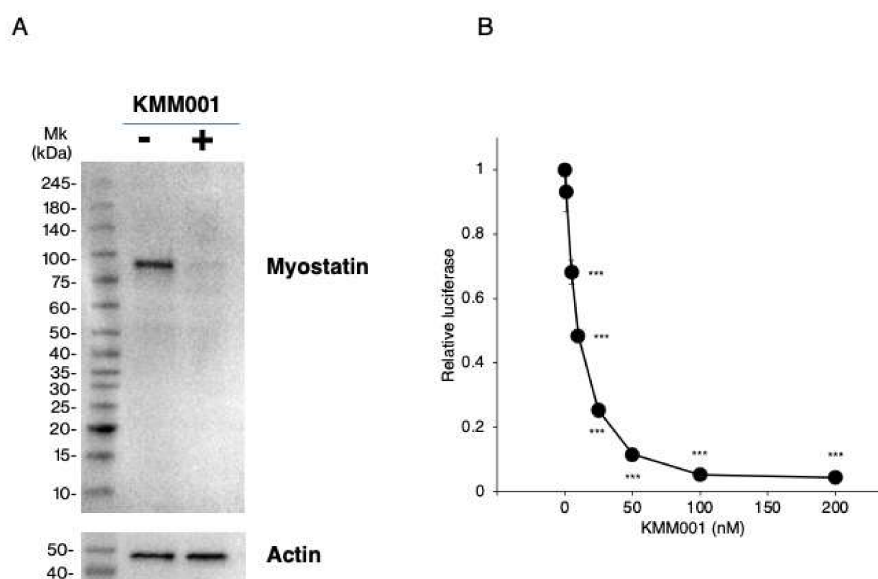 A
KMM001
- +
Mk
(kDa)
245-
180-
140-
100-
75-
60-
50-
40-
35-
30-
25-
20-
15-
10-
Myostatin
50-
40-
Actin
B
Relative luciferase
1
0.8
0.6
0.4
0.2
0
***
***
***
***
***
***
0 50 100 150 200
KMM001 (nM)